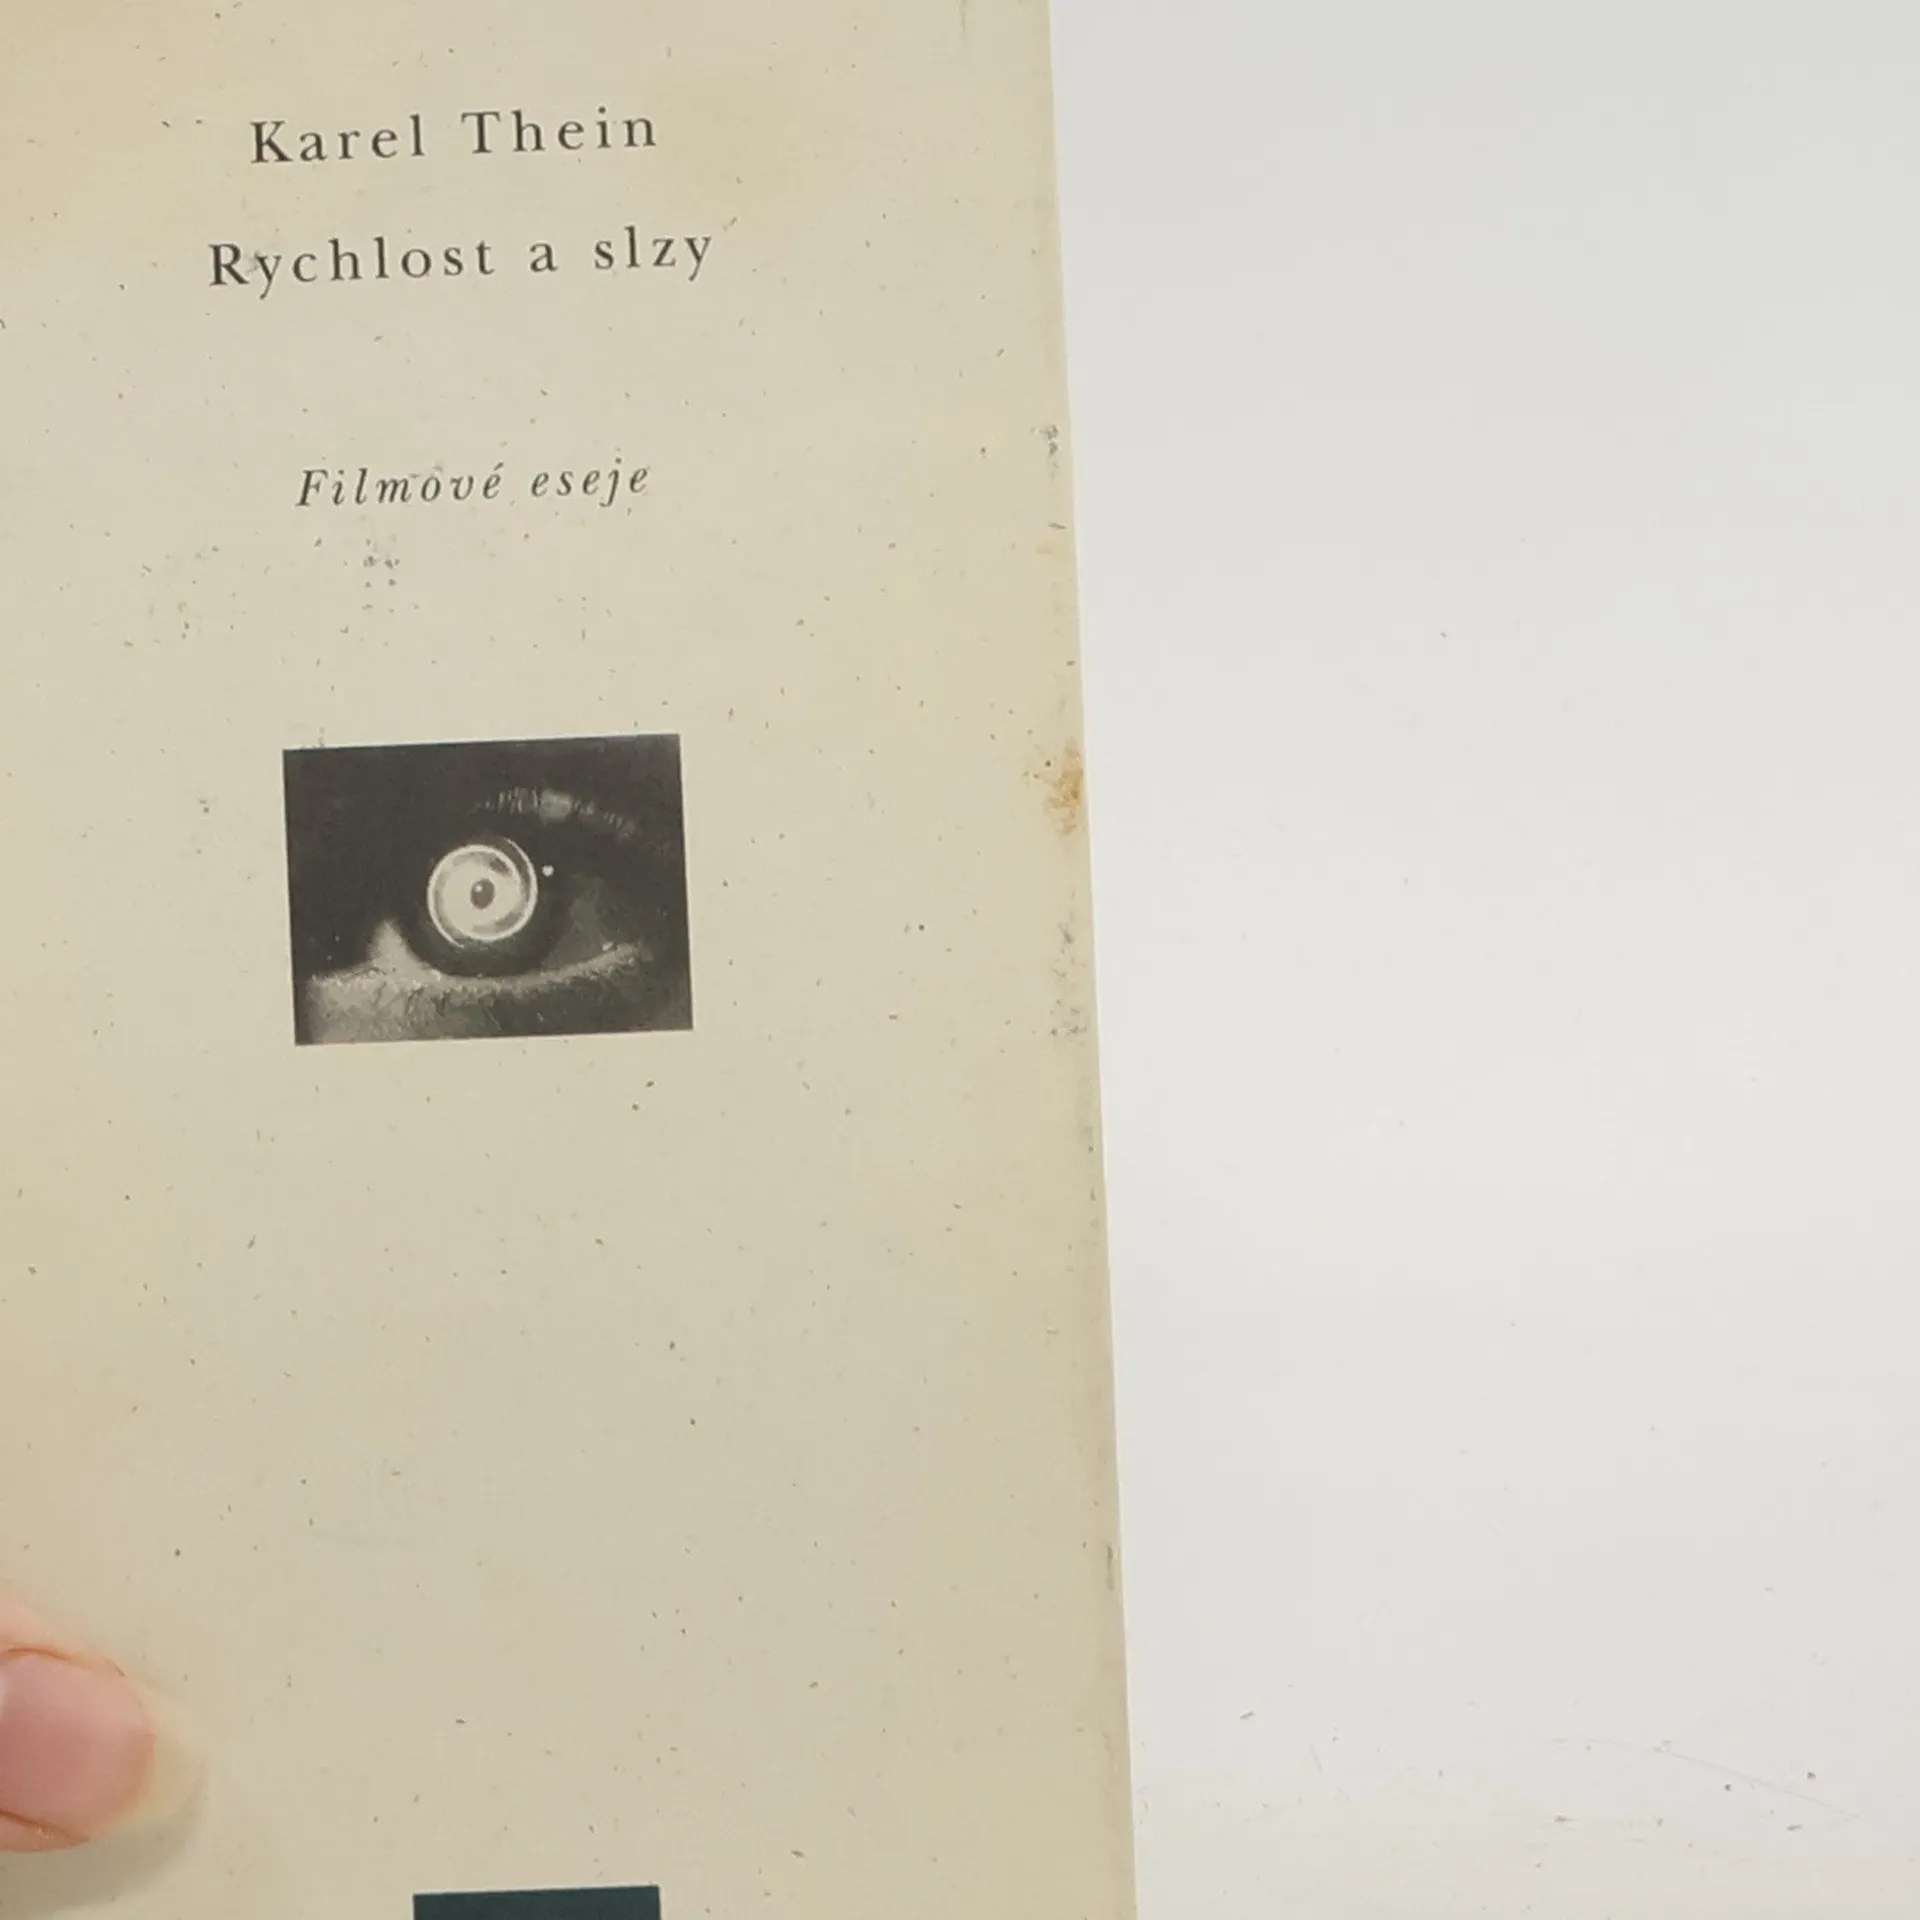 Karel Thein
Rychlost a slzy
Filmové eseje